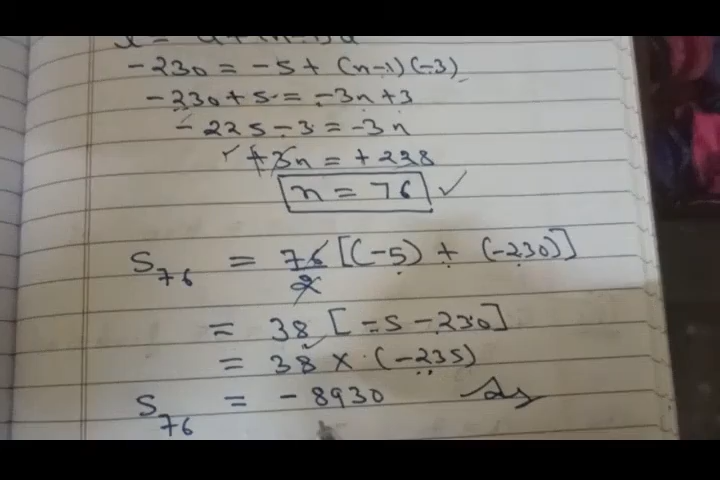 -230 = -5 + (n-1)(-3)
-230 + 5 = -3n + 3
-225 - 3 = -3n
+3n = +228
n = 76 ✓
S₇₆ = 76/2 [(-5) + (-230)]
= 38 [-5 - 230]
= 38 × (-235)
S₇₆ = -8930 Ans